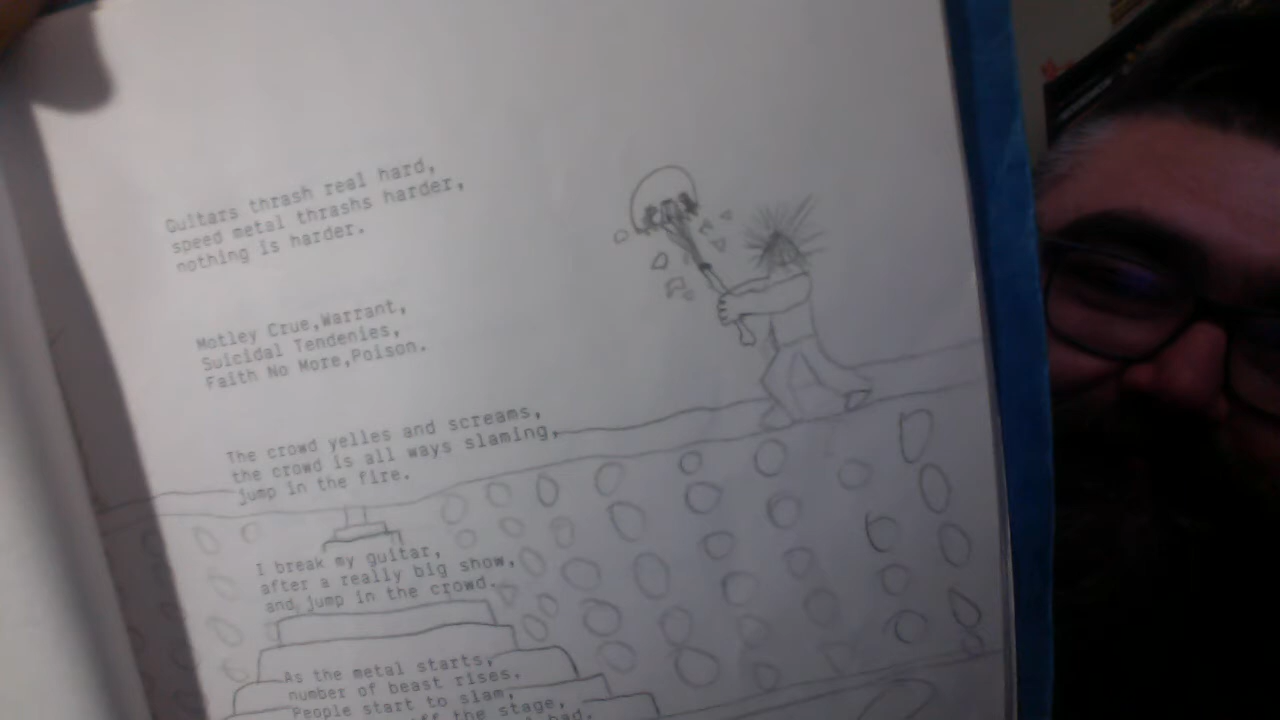 Guitars thrash real hard,
speed metal thrashs harder,
nothing is harder.
Motley Crue,Warrant,
Suicidal Tendenies,
Faith No More,Poison.
The crowd yelles and screams,
the crowd is all ways slaming,
jump in the fire.
I break my guitar,
after a really big show,
and jump in the crowd.
As the metal starts,
number of beast rises.
People start to slam,
the stage,
bad.